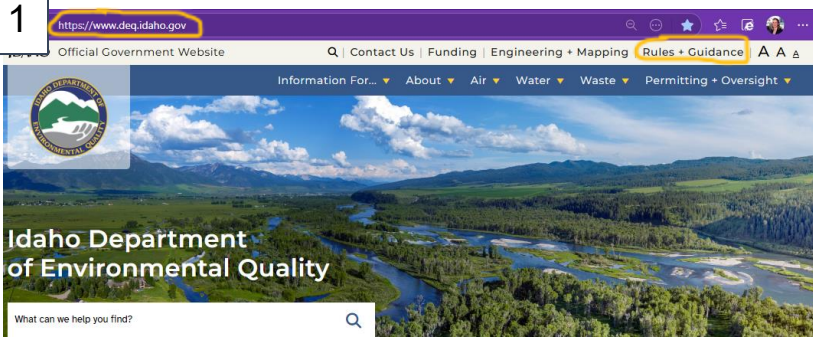 1
https://www.deq.idaho.gov
Official Government Website
Contact Us | Funding | Engineering + Mapping | Rules + Guidance | A A A
Information For... ▼ About ▼ Air ▼ Water ▼ Waste ▼ Permitting + Oversight ▼
IDAHO DEPARTMENT OF
ENVIRONMENTAL QUALITY
Idaho Department
of Environmental Quality
What can we help you find?